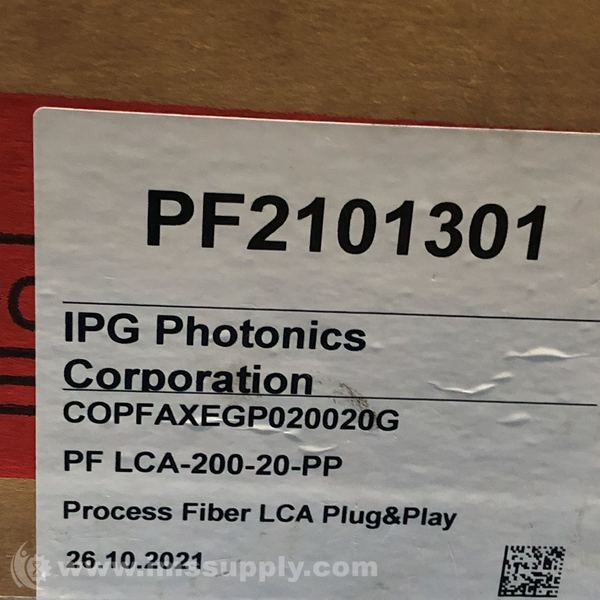 PF2101301
IPG Photonics
Corporation
COPFAXEGP020020G
PF LCA-200-20-PP
Process Fiber LCA Plug&Play
26.10.2021
www.missupply.com